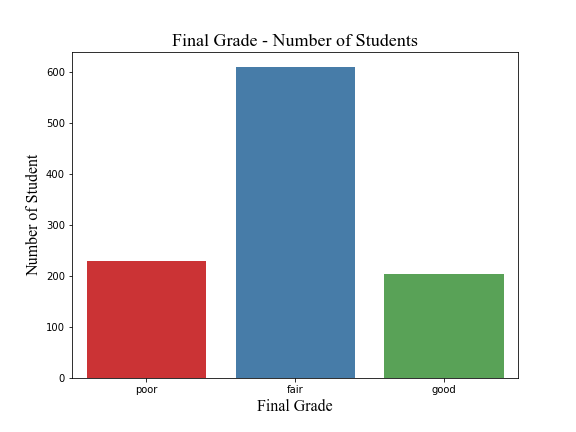 Final Grade - Number of Students
600
500
400
300
200
100
0
Number of Student
poor fair good
Final Grade